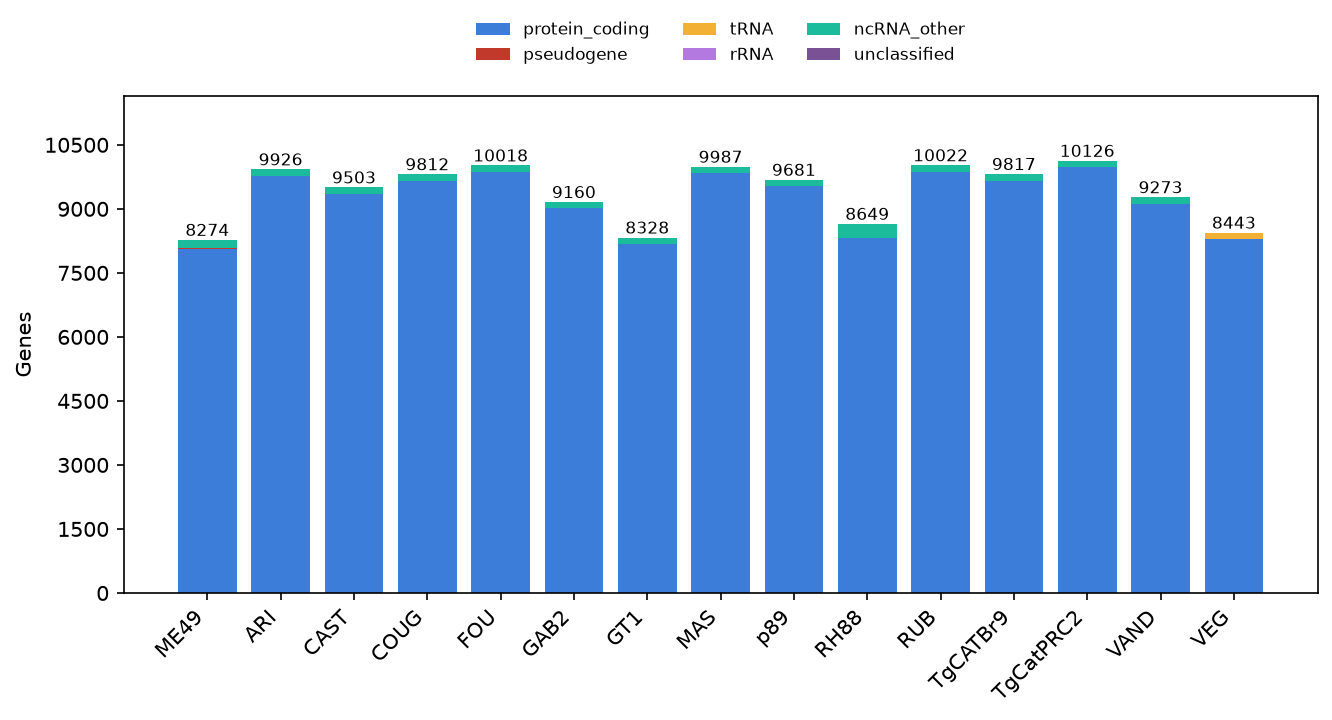 protein_coding tRNA ncRNA_other
pseudogene rRNA unclassified
Genes
10500
9000
7500
6000
4500
3000
1500
0
8274 9926 9503 9812 10018 9160 8328 9987 9681 8649 10022 9817 10126 9273 8443
ME49 ARI CAST COUG FOU GAB2 GT1 MAS p89 RH88 RUB TgCATBr9 TgCatPRC2 VAND VEG